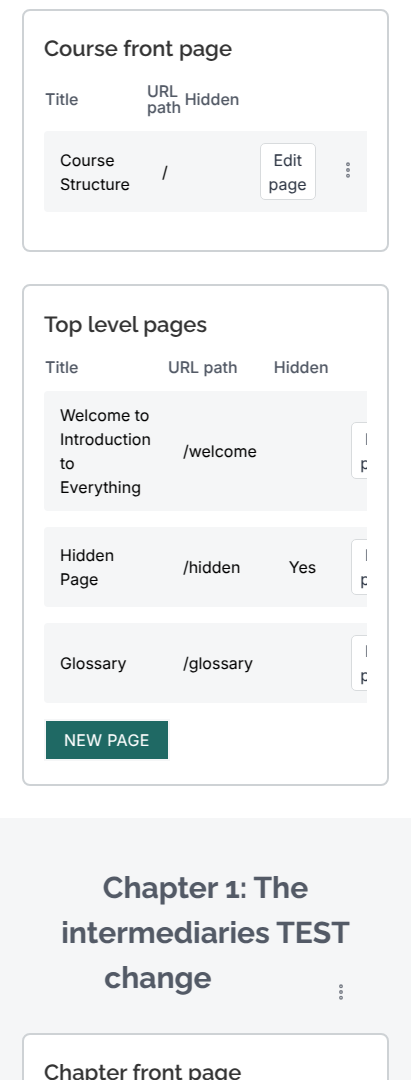 Course front page
Title URL path Hidden
Course Structure / Edit page
Top level pages
Title URL path Hidden
Welcome to Introduction to Everything /welcome
Hidden Page /hidden Yes
Glossary /glossary
NEW PAGE
Chapter 1: The
intermediaries TEST
change
Chapter front page